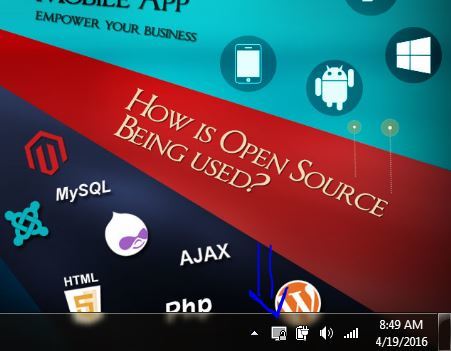 MOBILE APP
EMPOWER YOUR BUSINESS
HOW IS OPEN SOURCE
BEING USED?
MySQL
AJAX
HTML
Php
8:49 AM
4/19/2016